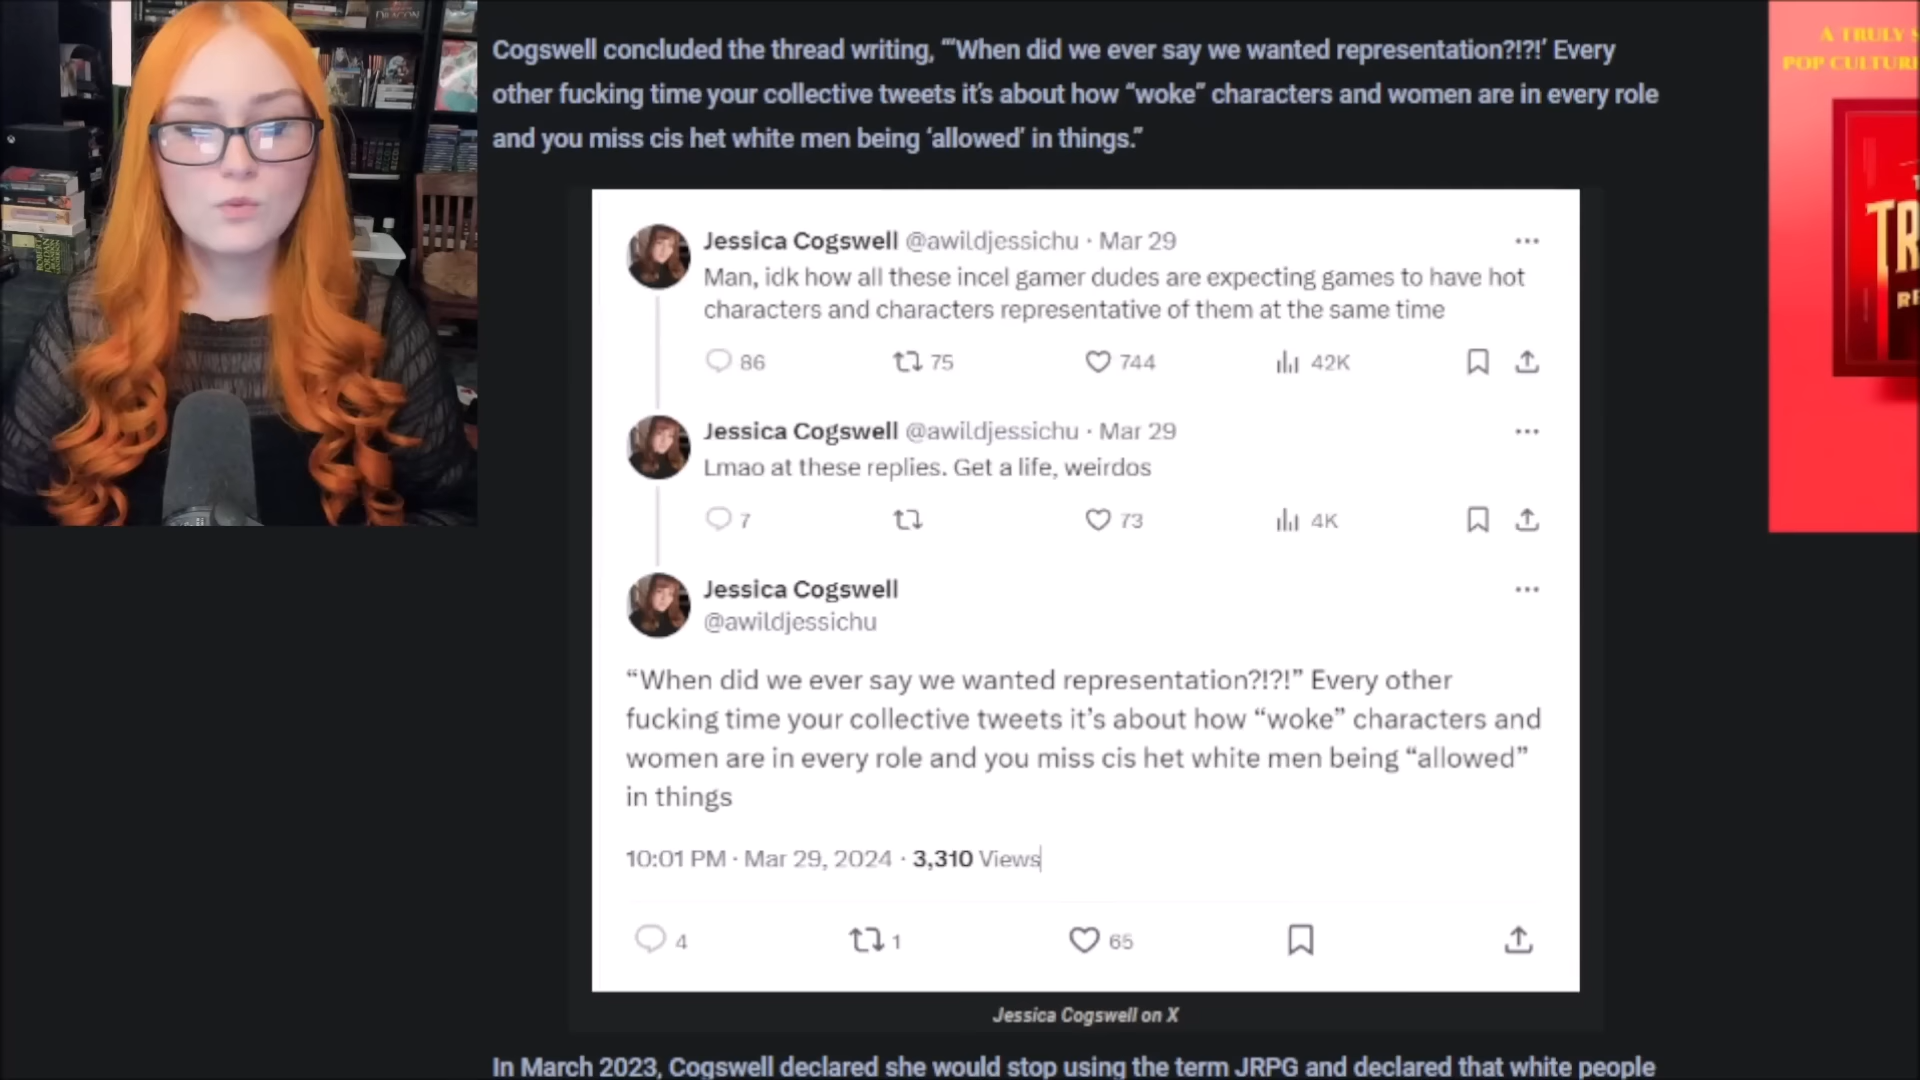 Cogswell concluded the thread writing, “‘When did we ever say we wanted representation?!?!’ Every
other fucking time your collective tweets it’s about how “woke” characters and women are in every role
and you miss cis het white men being ‘allowed’ in things.”
A TRULY
POP CULTUR
TR
Jessica Cogswell @awildjessichu · Mar 29
Man, idk how all these incel gamer dudes are expecting games to have hot
characters and characters representative of them at the same time
86 75 744 42K
Jessica Cogswell @awildjessichu · Mar 29
Lmao at these replies. Get a life, weirdos
7 73 4K
Jessica Cogswell
@awildjessichu
“When did we ever say we wanted representation?!?!” Every other
fucking time your collective tweets it’s about how “woke” characters and
women are in every role and you miss cis het white men being “allowed”
in things
10:01 PM · Mar 29, 2024 · 3,310 Views
4 1 65
Jessica Cogswell on X
In March 2023, Cogswell declared she would stop using the term JRPG and declared that white people
DRAGON
ROBERT
JORDAN